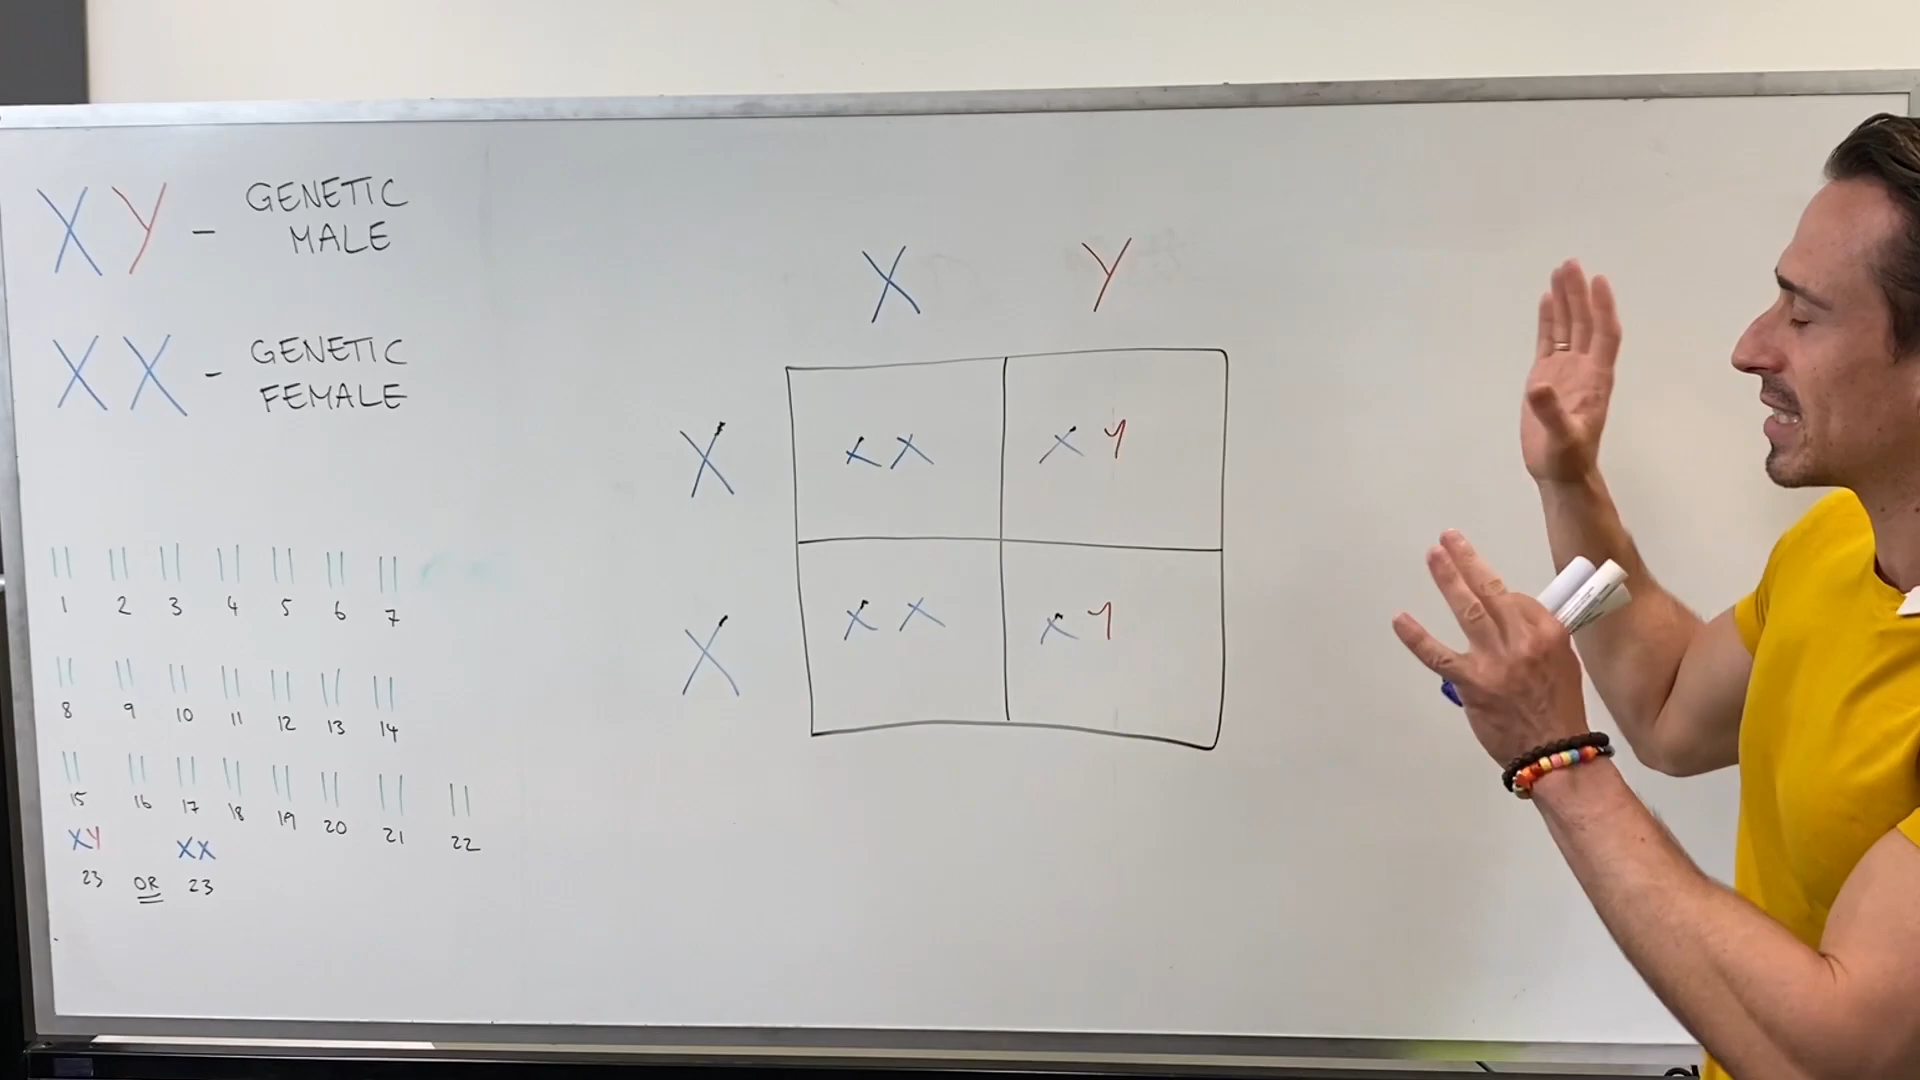 XY - GENETIC
MALE
XX - GENETIC
FEMALE
1 2 3 4 5 6 7
8 9 10 11 12 13 14
15 16 17 18 19 20 21 22
XY XX
23 OR 23
X Y
X XX XY
X XX XY